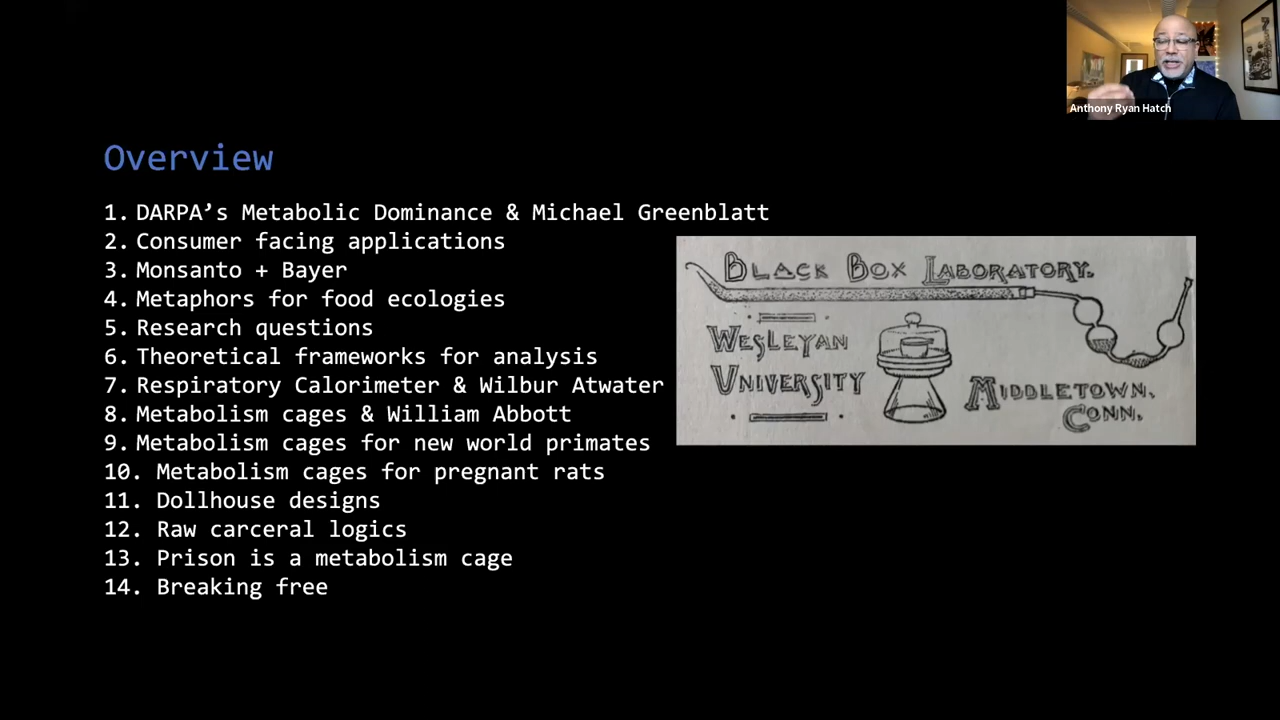 Anthony Ryan Hatch
Overview
1. DARPA’s Metabolic Dominance & Michael Greenblatt
2. Consumer facing applications
3. Monsanto + Bayer
4. Metaphors for food ecologies
5. Research questions
6. Theoretical frameworks for analysis
7. Respiratory Calorimeter & Wilbur Atwater
8. Metabolism cages & William Abbott
9. Metabolism cages for new world primates
10. Metabolism cages for pregnant rats
11. Dollhouse designs
12. Raw carceral logics
13. Prison is a metabolism cage
14. Breaking free
BLACK BOX LABORATORY.
WESLEYAN
UNIVERSITY
MIDDLETOWN,
CONN.